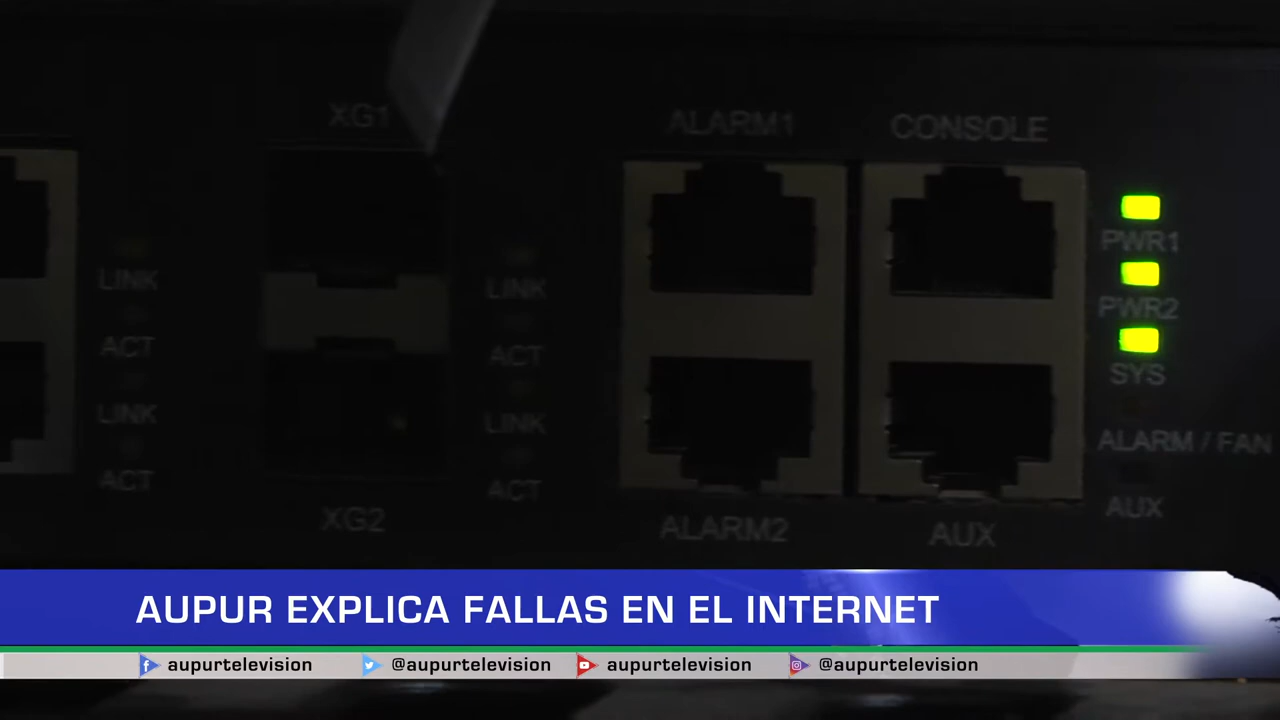 XG1
ALARM1
CONSOLE
PWR1
LINK
LINK
PWR2
ACT
ACT
SYS
LINK
LINK
ALARM / FAN
ACT
ACT
AUX
XG2
ALARM2
AUX
AUPUR EXPLICA FALLAS EN EL INTERNET
aupurtelevision @aupurtelevision aupurtelevision @aupurtelevision